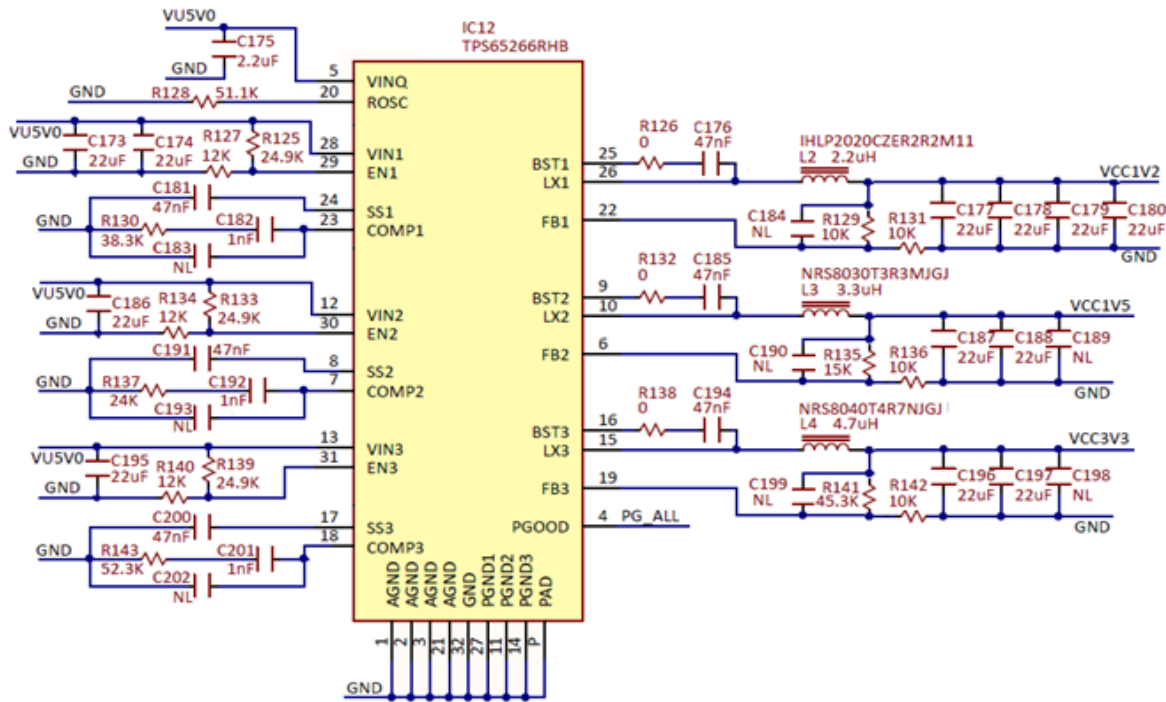 VU5V0
IC12
TPS65266RHB
C175
2.2uF
GND
5
VINQ
GND
R128
51.1K
20
ROSC
VU5V0
C173
22uF
C174
22uF
R127
12K
R125
24.9K
28
VIN1
GND
29
EN1
C181
47nF
24
SS1
GND
R130
38.3K
C182
1nF
23
COMP1
C183
NL
VU5V0
C186
22uF
R134
12K
R133
24.9K
12
VIN2
GND
30
EN2
C191
47nF
8
SS2
GND
R137
24K
C192
1nF
7
COMP2
C193
NL
VU5V0
C195
22uF
R140
12K
R139
24.9K
13
VIN3
GND
31
EN3
C200
47nF
17
SS3
GND
R143
52.3K
C201
1nF
18
COMP3
C202
NL
R126
0
C176
47nF
IHLP2020CZER2R2M11
L2 2.2uH
BST1
25
LX1
26
VCC1V2
FB1
22
C184
NL
R129
10K
R131
10K
C177
22uF
C178
22uF
C179
22uF
C180
22uF
GND
R132
0
C185
47nF
NRS8030T3R3MJGJ
L3 3.3uH
BST2
9
LX2
10
VCC1V5
FB2
6
C190
NL
R135
15K
R136
10K
C187
22uF
C188
22uF
C189
NL
GND
R138
0
C194
47nF
NRS8040T4R7NJGJ
L4 4.7uH
BST3
16
LX3
15
VCC3V3
FB3
19
C199
NL
R141
45.3K
R142
10K
C196
22uF
C197
22uF
C198
NL
GND
PGOOD
4
PG_ALL
AGND
AGND
AGND
AGND
GND
PGND1
PGND2
PGND3
PAD
1
2
3
21
32
27
11
14
P
GND